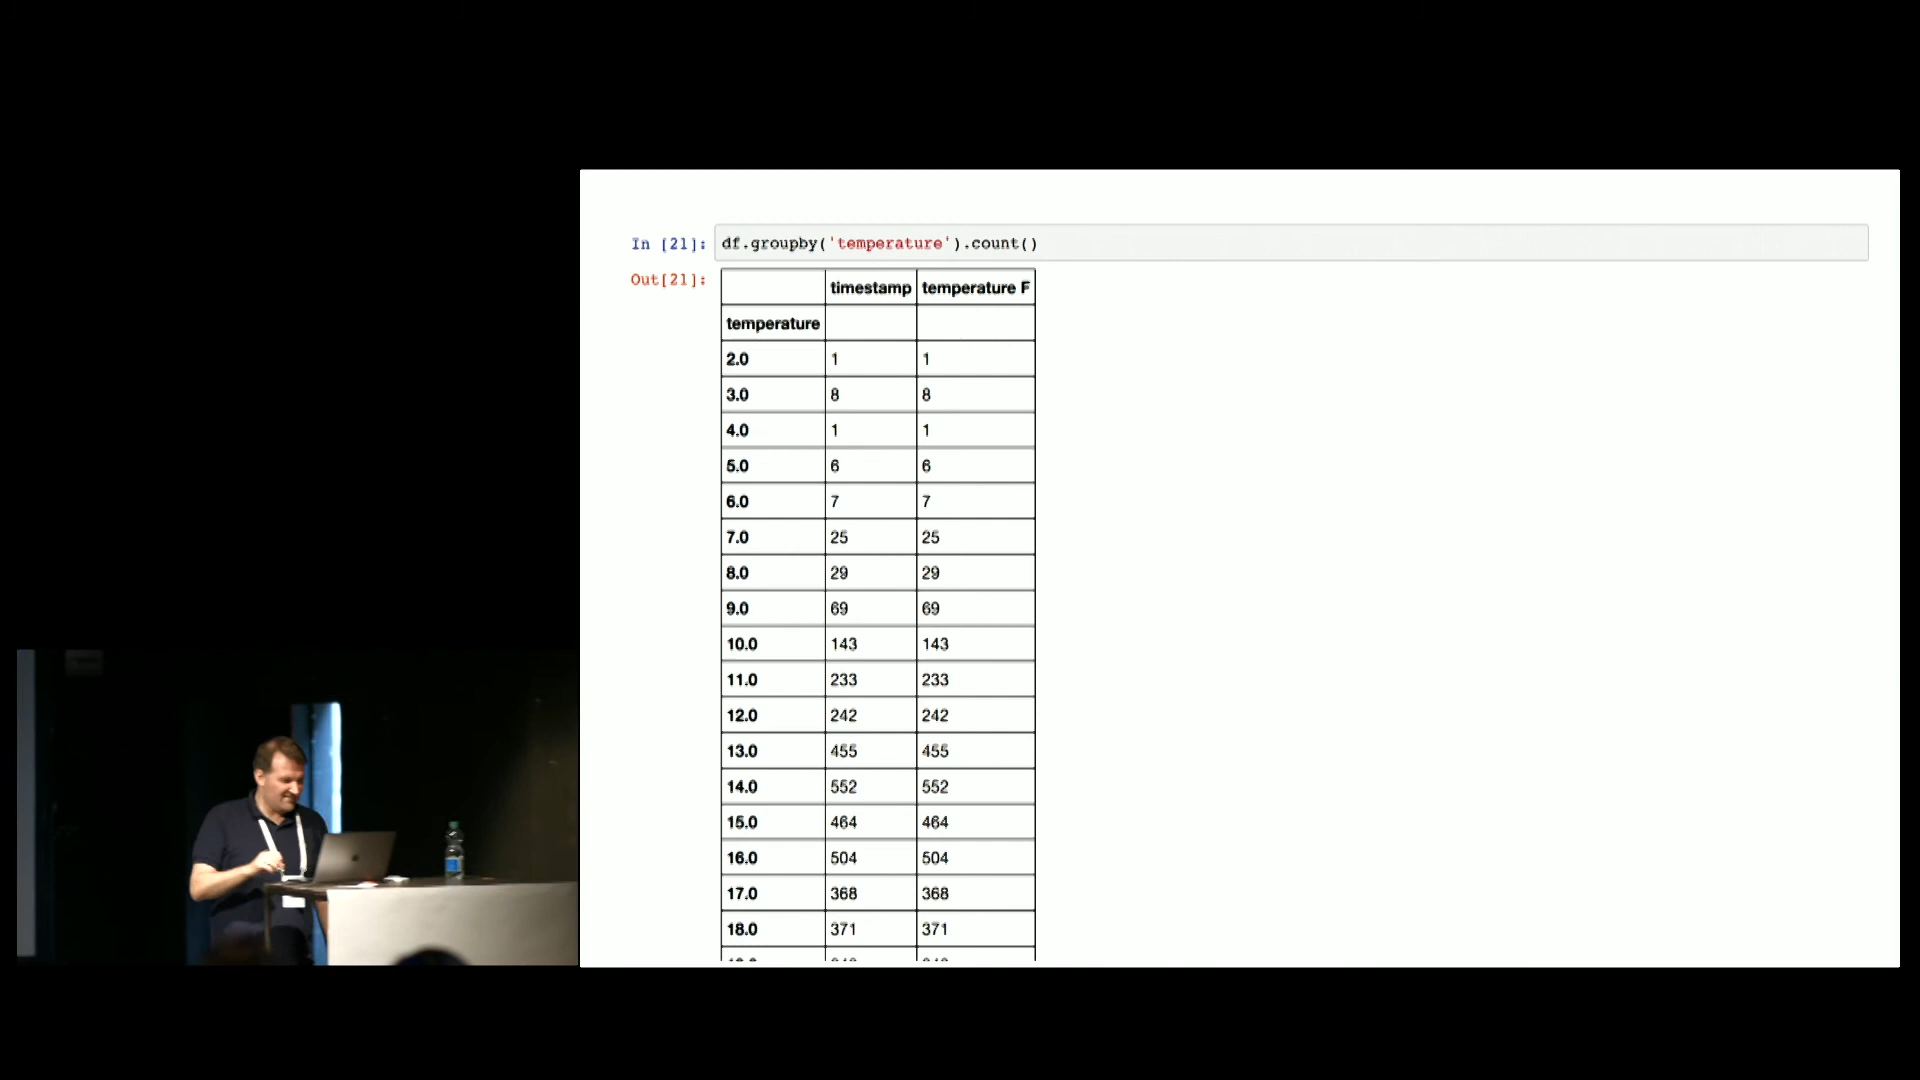 In [21]: df.groupby('temperature').count()
Out[21]:
timestamp temperature F
temperature
2.0 1 1
3.0 8 8
4.0 1 1
5.0 6 6
6.0 7 7
7.0 25 25
8.0 29 29
9.0 69 69
10.0 143 143
11.0 233 233
12.0 242 242
13.0 455 455
14.0 552 552
15.0 464 464
16.0 504 504
17.0 368 368
18.0 371 371